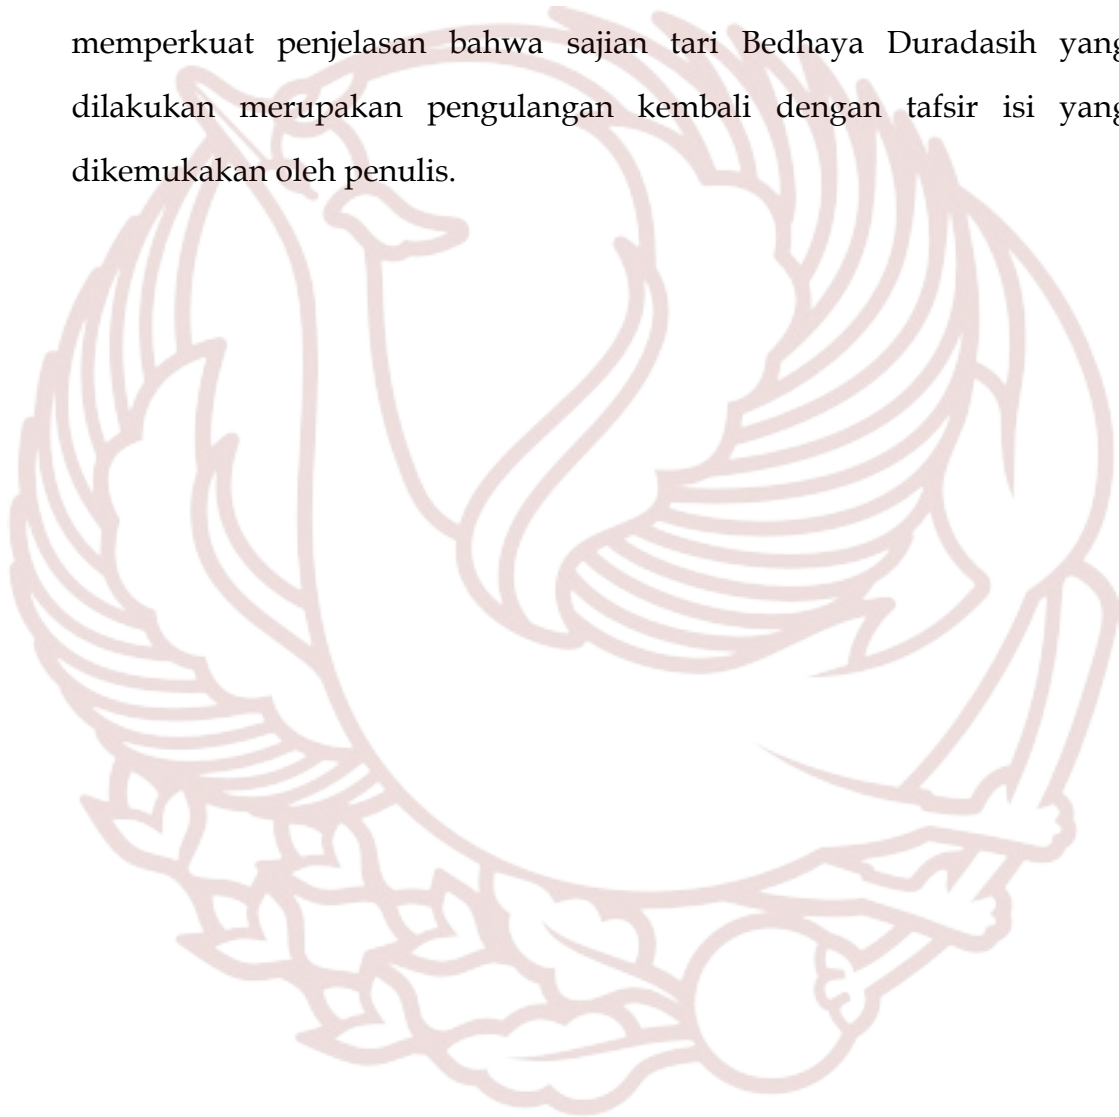 memperkuat penjelasan bahwa sajian tari Bedhaya Duradasih yang
dilakukan merupakan pengulangan kembali dengan tafsir isi yang
dikemukakan oleh penulis.